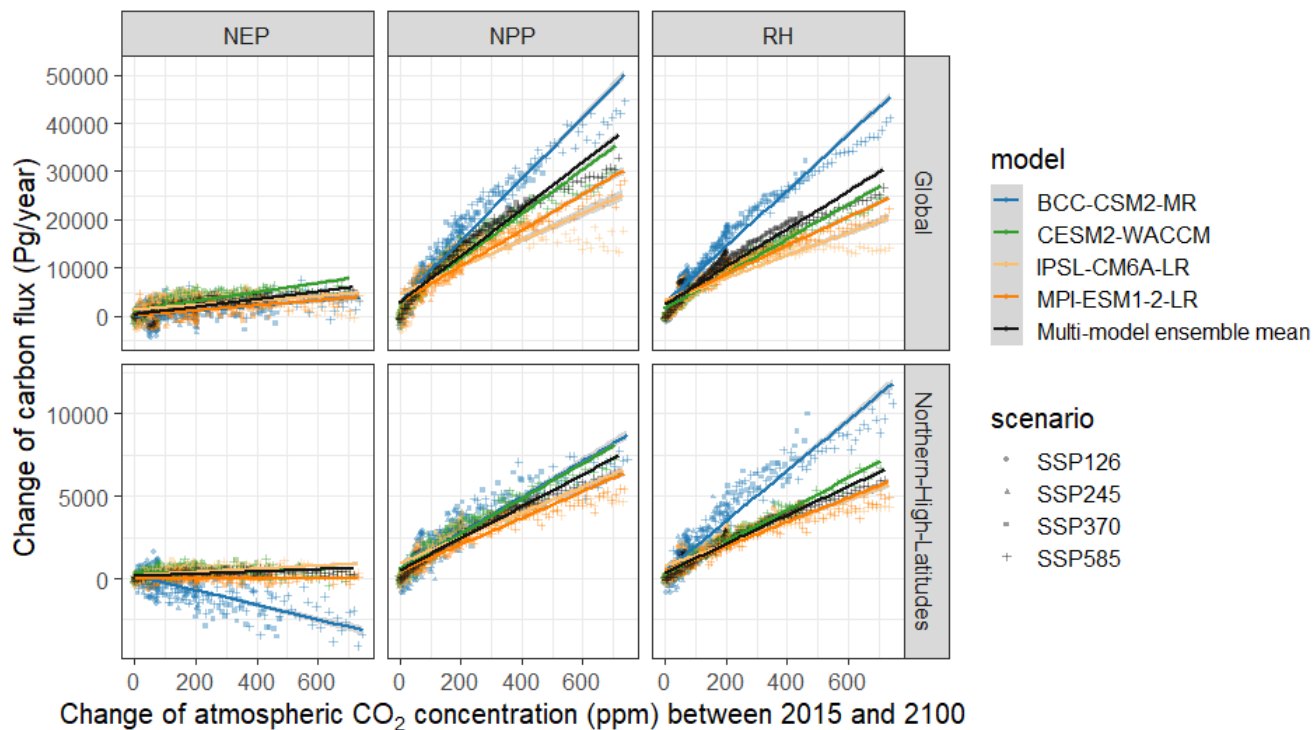 NEP NPP RH
50000
40000
30000
20000
10000
0
Global
10000
5000
0
Northern-High-Latitudes
Change of carbon flux (Pg/year)
0 200 400 600 0 200 400 600 0 200 400 600
Change of atmospheric CO₂ concentration (ppm) between 2015 and 2100
model
BCC-CSM2-MR
CESM2-WACCM
IPSL-CM6A-LR
MPI-ESM1-2-LR
Multi-model ensemble mean
scenario
SSP126
SSP245
SSP370
SSP585